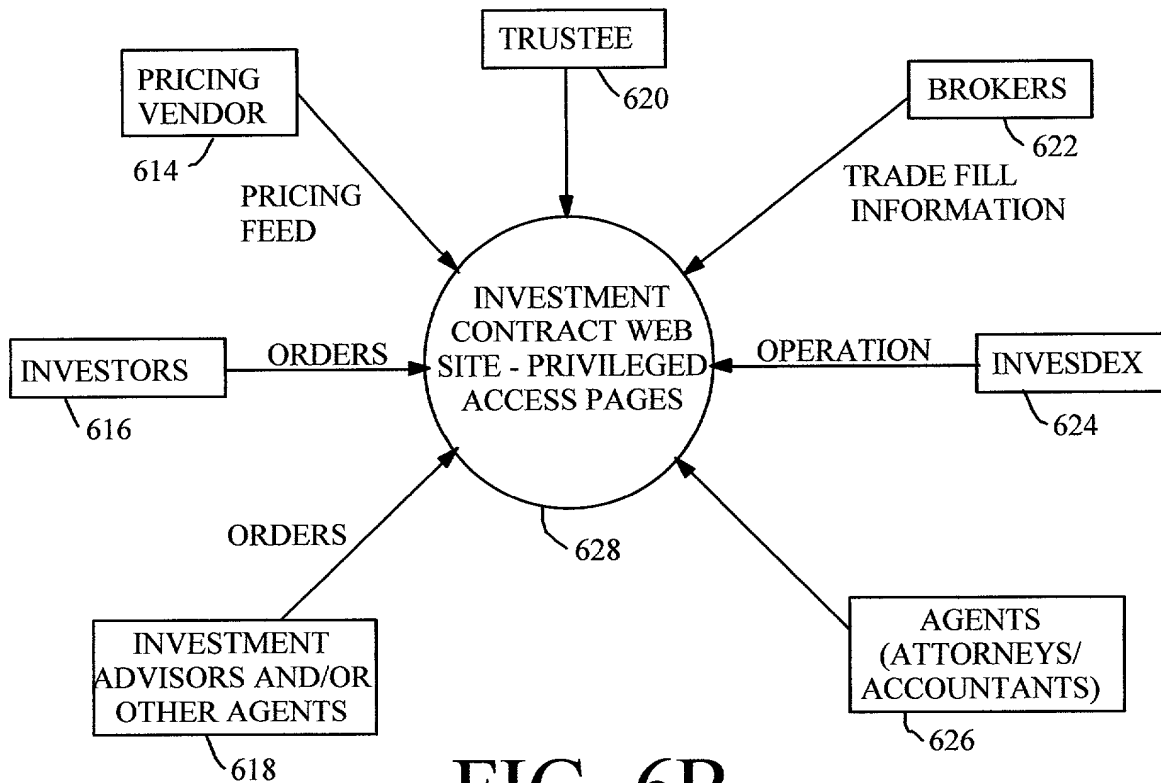 TRUSTEE
620
PRICING
VENDOR
614
BROKERS
622
PRICING
FEED
TRADE FILL
INFORMATION
INVESTMENT
CONTRACT WEB
SITE - PRIVILEGED
ACCESS PAGES
628
INVESTORS
616
ORDERS
OPERATION
INVESDEX
624
ORDERS
INVESTMENT
ADVISORS AND/OR
OTHER AGENTS
618
AGENTS
(ATTORNEYS/
ACCOUNTANTS)
626
FIG. 6B